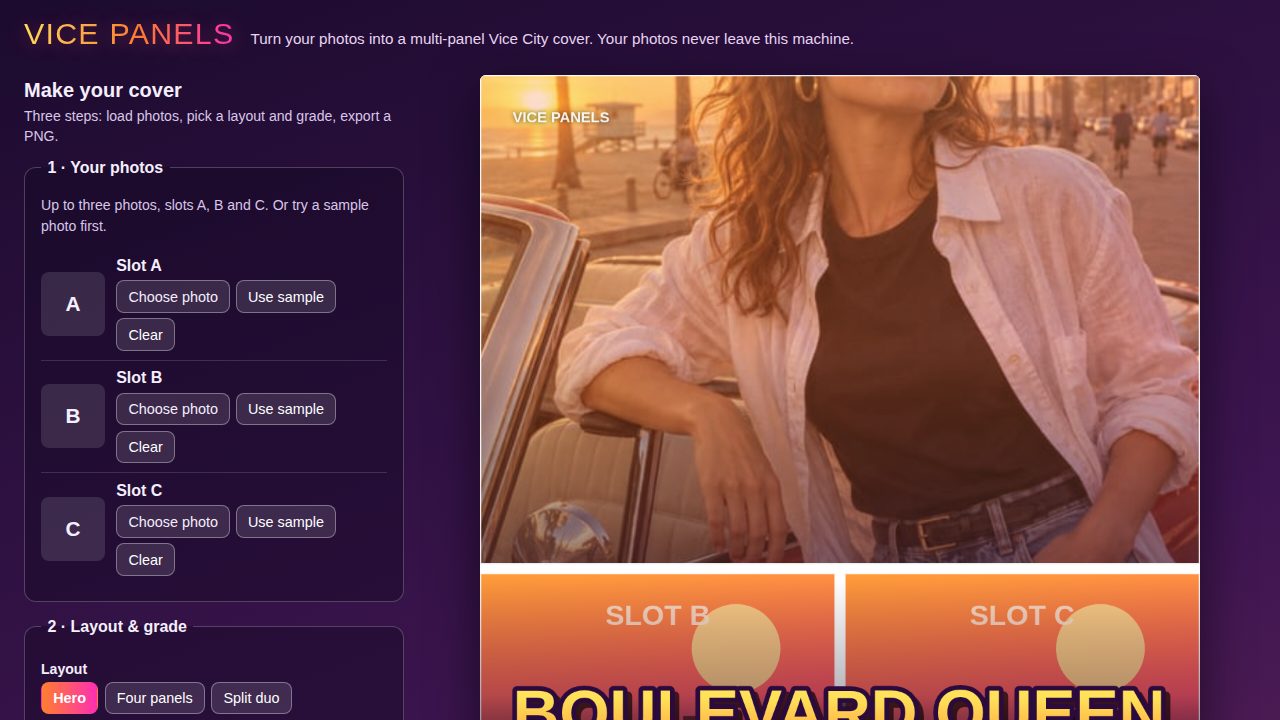 VICE PANELS
Turn your photos into a multi-panel Vice City cover. Your photos never leave this machine.
Make your cover
Three steps: load photos, pick a layout and grade, export a
PNG.
1 · Your photos
Up to three photos, slots A, B and C. Or try a sample
photo first.
A
Slot A
Choose photo
Use sample
Clear
B
Slot B
Choose photo
Use sample
Clear
C
Slot C
Choose photo
Use sample
Clear
2 · Layout & grade
Layout
Hero
Four panels
Split duo
VICE PANELS
SLOT B
SLOT C
BOULEVARD QUEEN